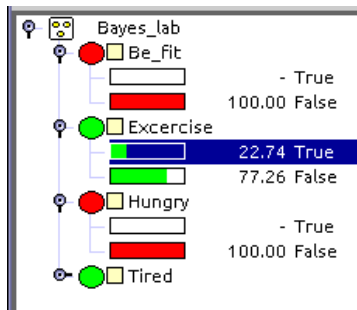 Bayes_lab
Be_fit
- True
100.00 False
Excercise
22.74 True
77.26 False
Hungry
- True
100.00 False
Tired